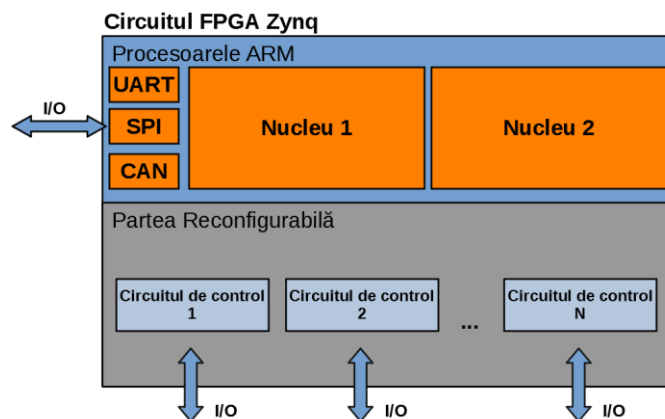 Circuitul FPGA Zynq
Procesoarele ARM
UART
I/O
SPI
Nucleu 1
Nucleu 2
CAN
Partea Reconfigurabilă
Circuitul de control
1
Circuitul de control
2
...
Circuitul de control
N
I/O
I/O
I/O